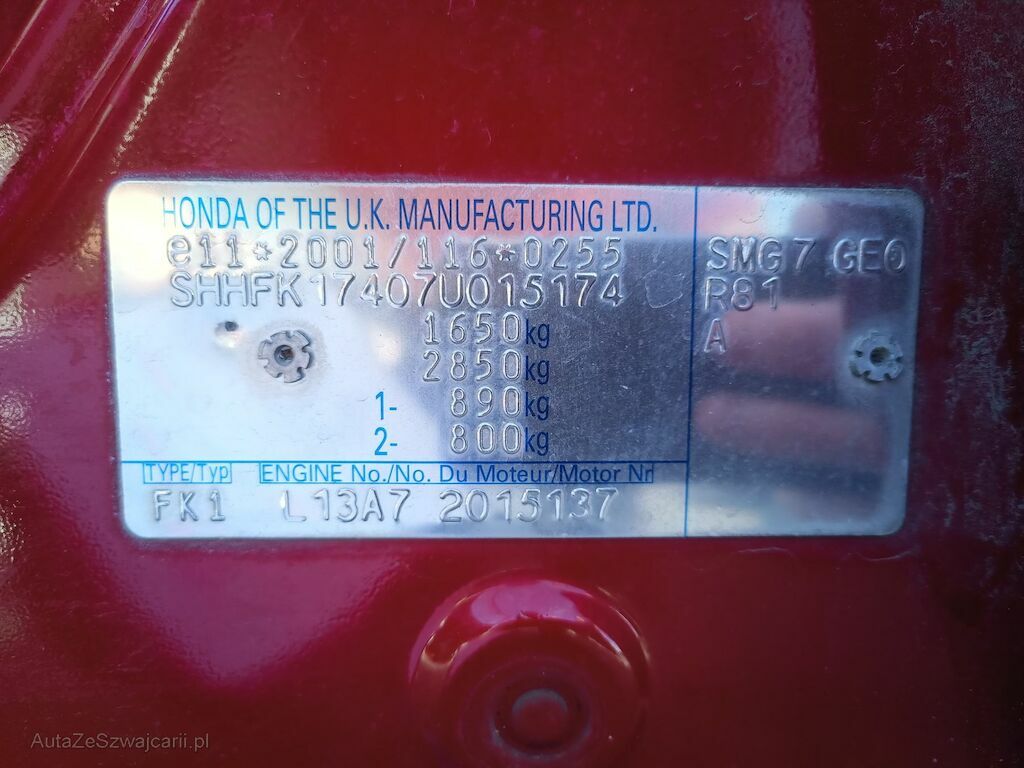 HONDA OF THE U.K. MANUFACTURING LTD.
e11*2001/116*0255
SHHFK17407U015174
1650kg
2850kg
1- 890kg
2- 800kg
TYPE/Typ ENGINE No./No. Du Moteur/Motor Nr
FK1 L13A7 2015137
SMG7 GE0
R81
A
AutaZeSzwajcarii.pl